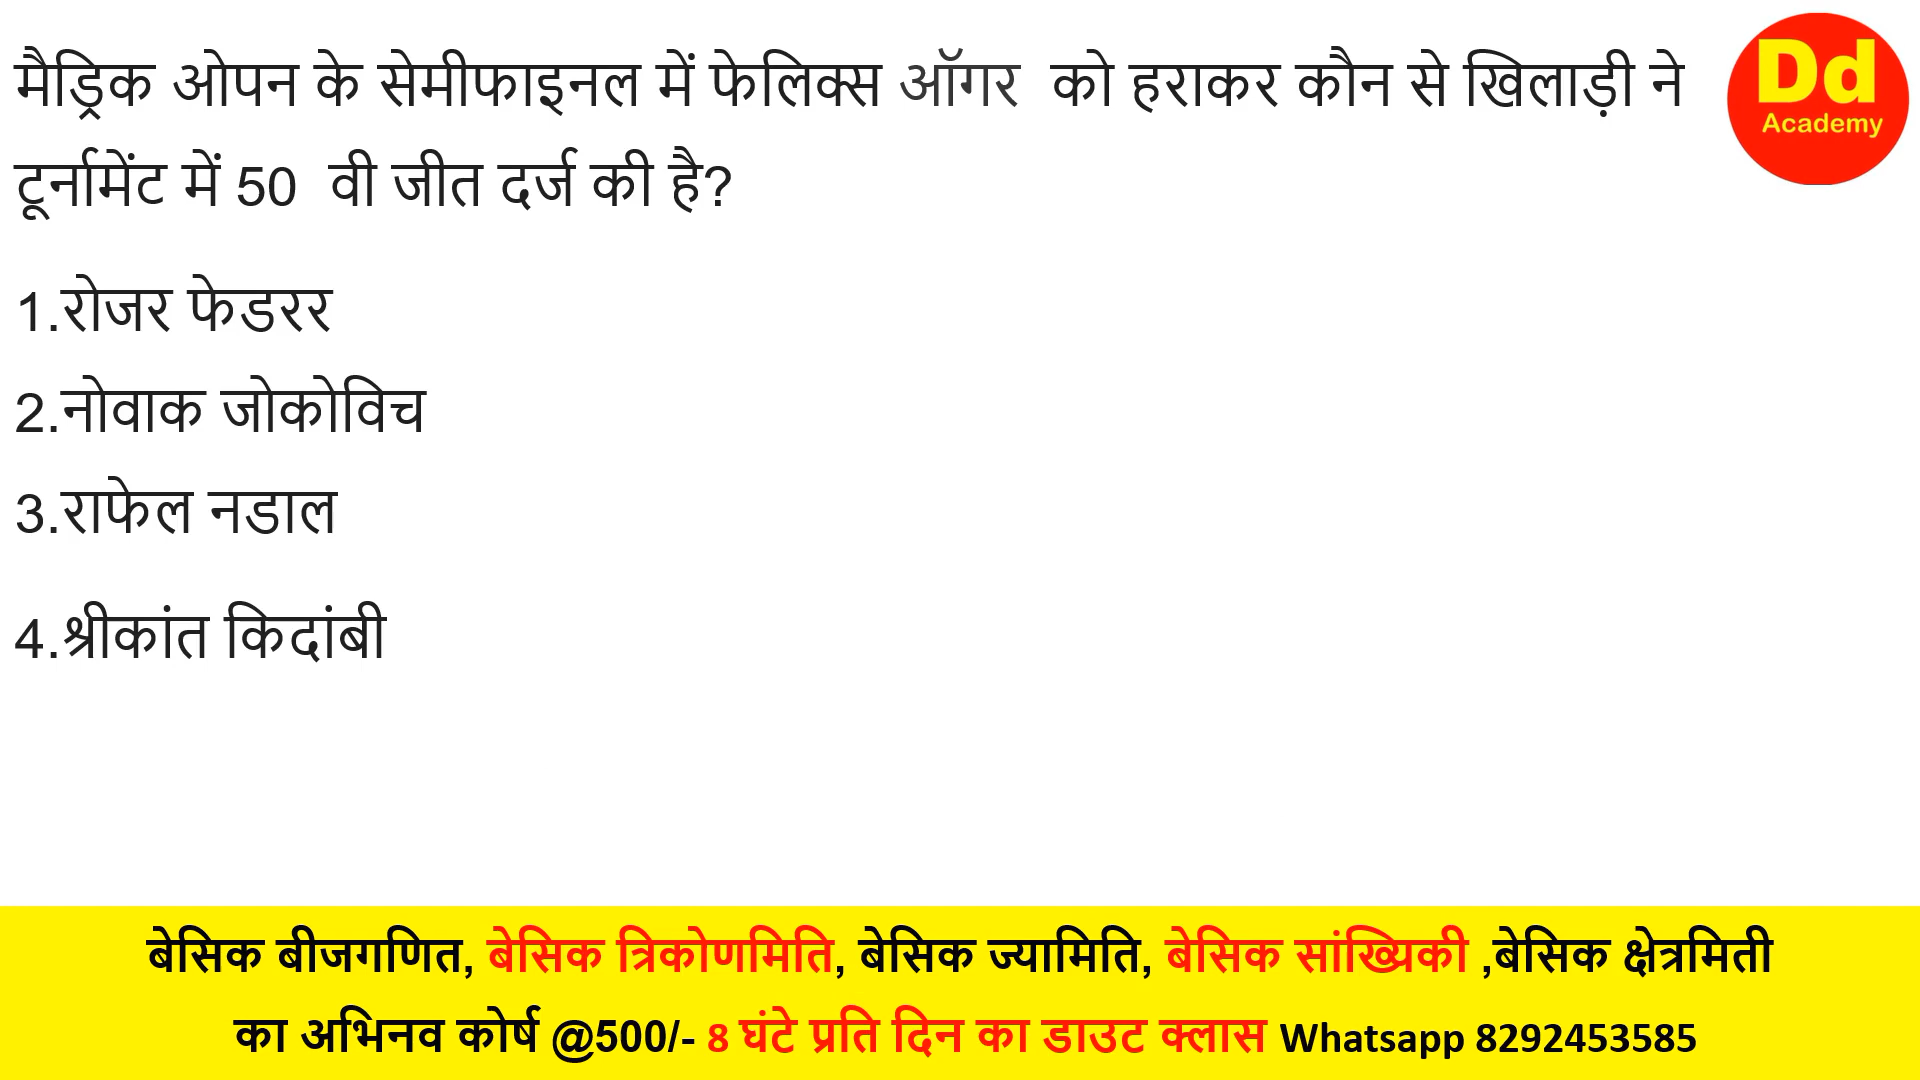 मैड्रिक ओपन के सेमीफाइनल में फेलिक्स ऑगर को हराकर कौन से खिलाड़ी ने
टूर्नामेंट में 50 वी जीत दर्ज की है?
1.रोजर फेडरर
2.नोवाक जोकोविच
3.राफेल नडाल
4.श्रीकांत किदांबी
Dd
Academy
बेसिक बीजगणित, बेसिक त्रिकोणमिति, बेसिक ज्यामिति, बेसिक सांख्यिकी ,बेसिक क्षेत्रमिती
का अभिनव कोर्ष @500/- 8 घंटे प्रति दिन का डाउट क्लास Whatsapp 8292453585